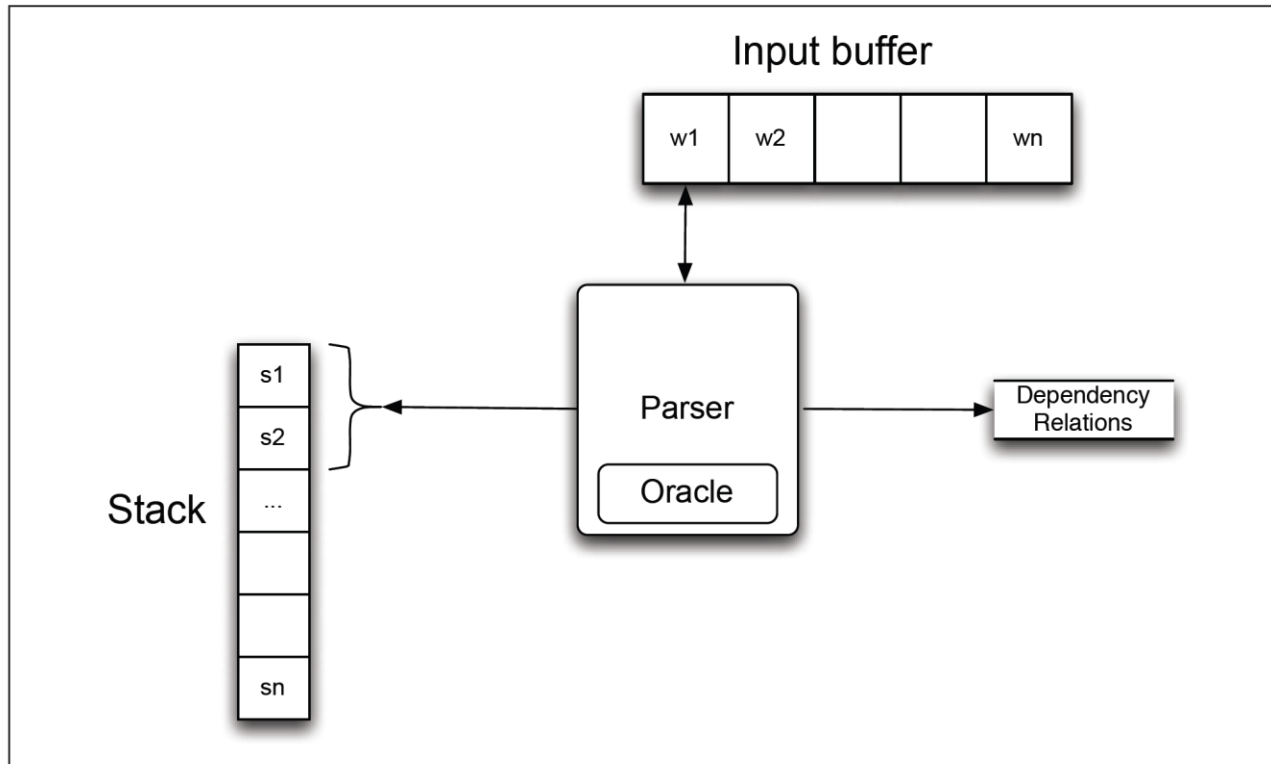 Input buffer
w1 w2 wn
s1
s2
...
sn
Stack
Parser
Oracle
Dependency
Relations